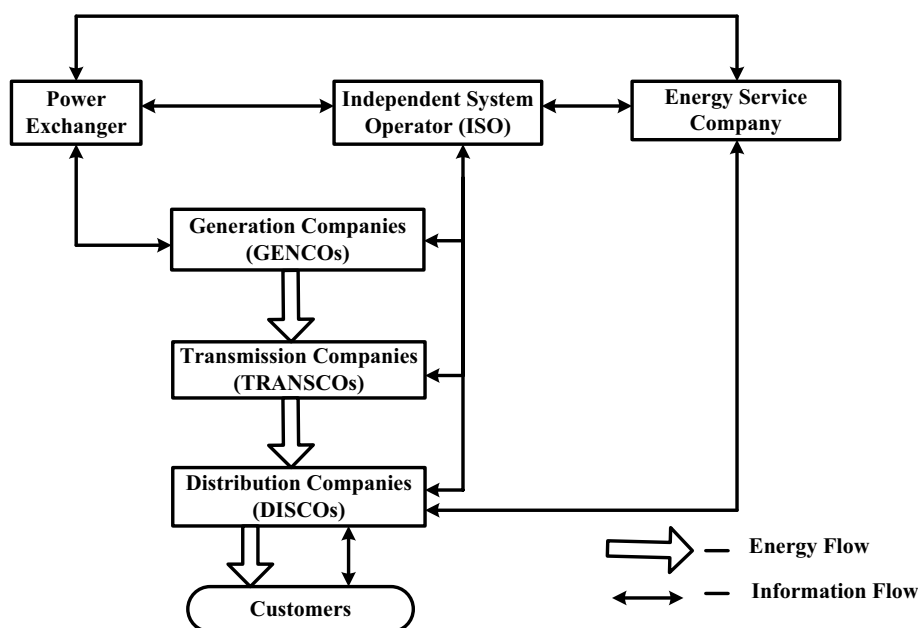 Power
Exchanger
Independent System
Operator (ISO)
Energy Service
Company
Generation Companies
(GENCOs)
Transmission Companies
(TRANSCOs)
Distribution Companies
(DISCOs)
Customers
– Energy Flow
– Information Flow